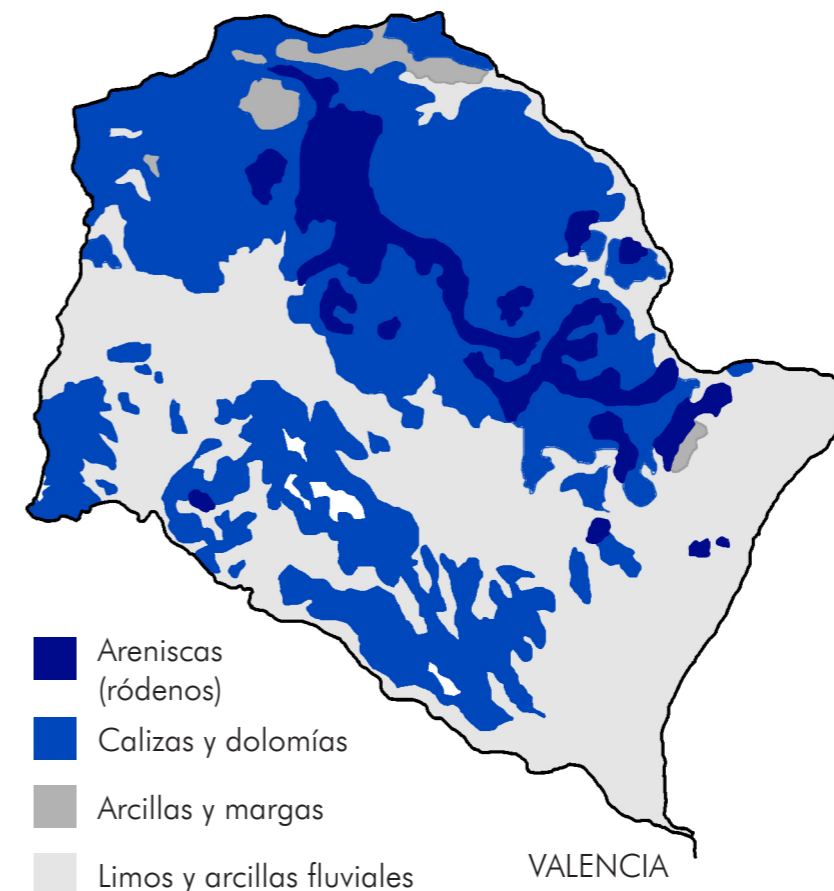 Areniscas
(ródenos)
Calizas y dolomías
Arcillas y margas
Limos y arcillas fluviales
VALENCIA